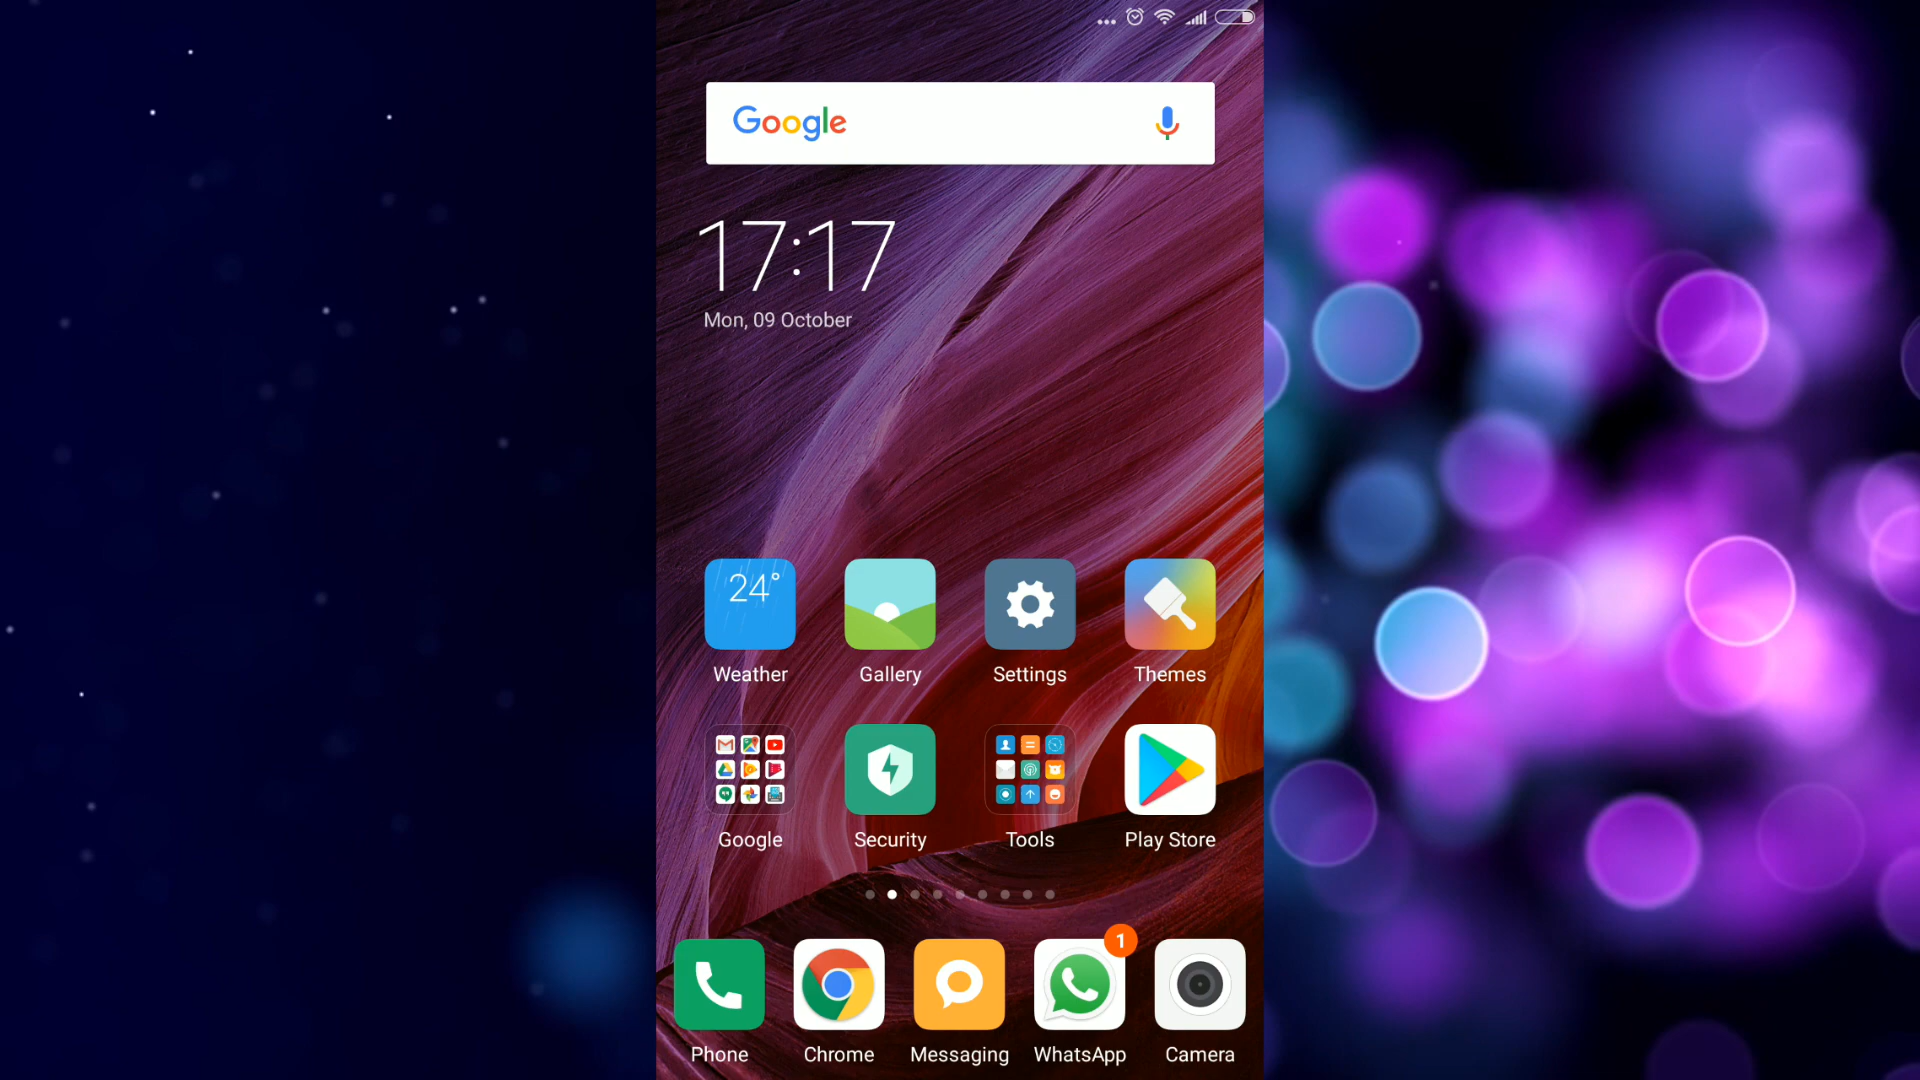 Google
17:17
Mon, 09 October
24°
Weather
Gallery
Settings
Themes
Google
Security
Tools
Play Store
1
Phone
Chrome
Messaging
WhatsApp
Camera